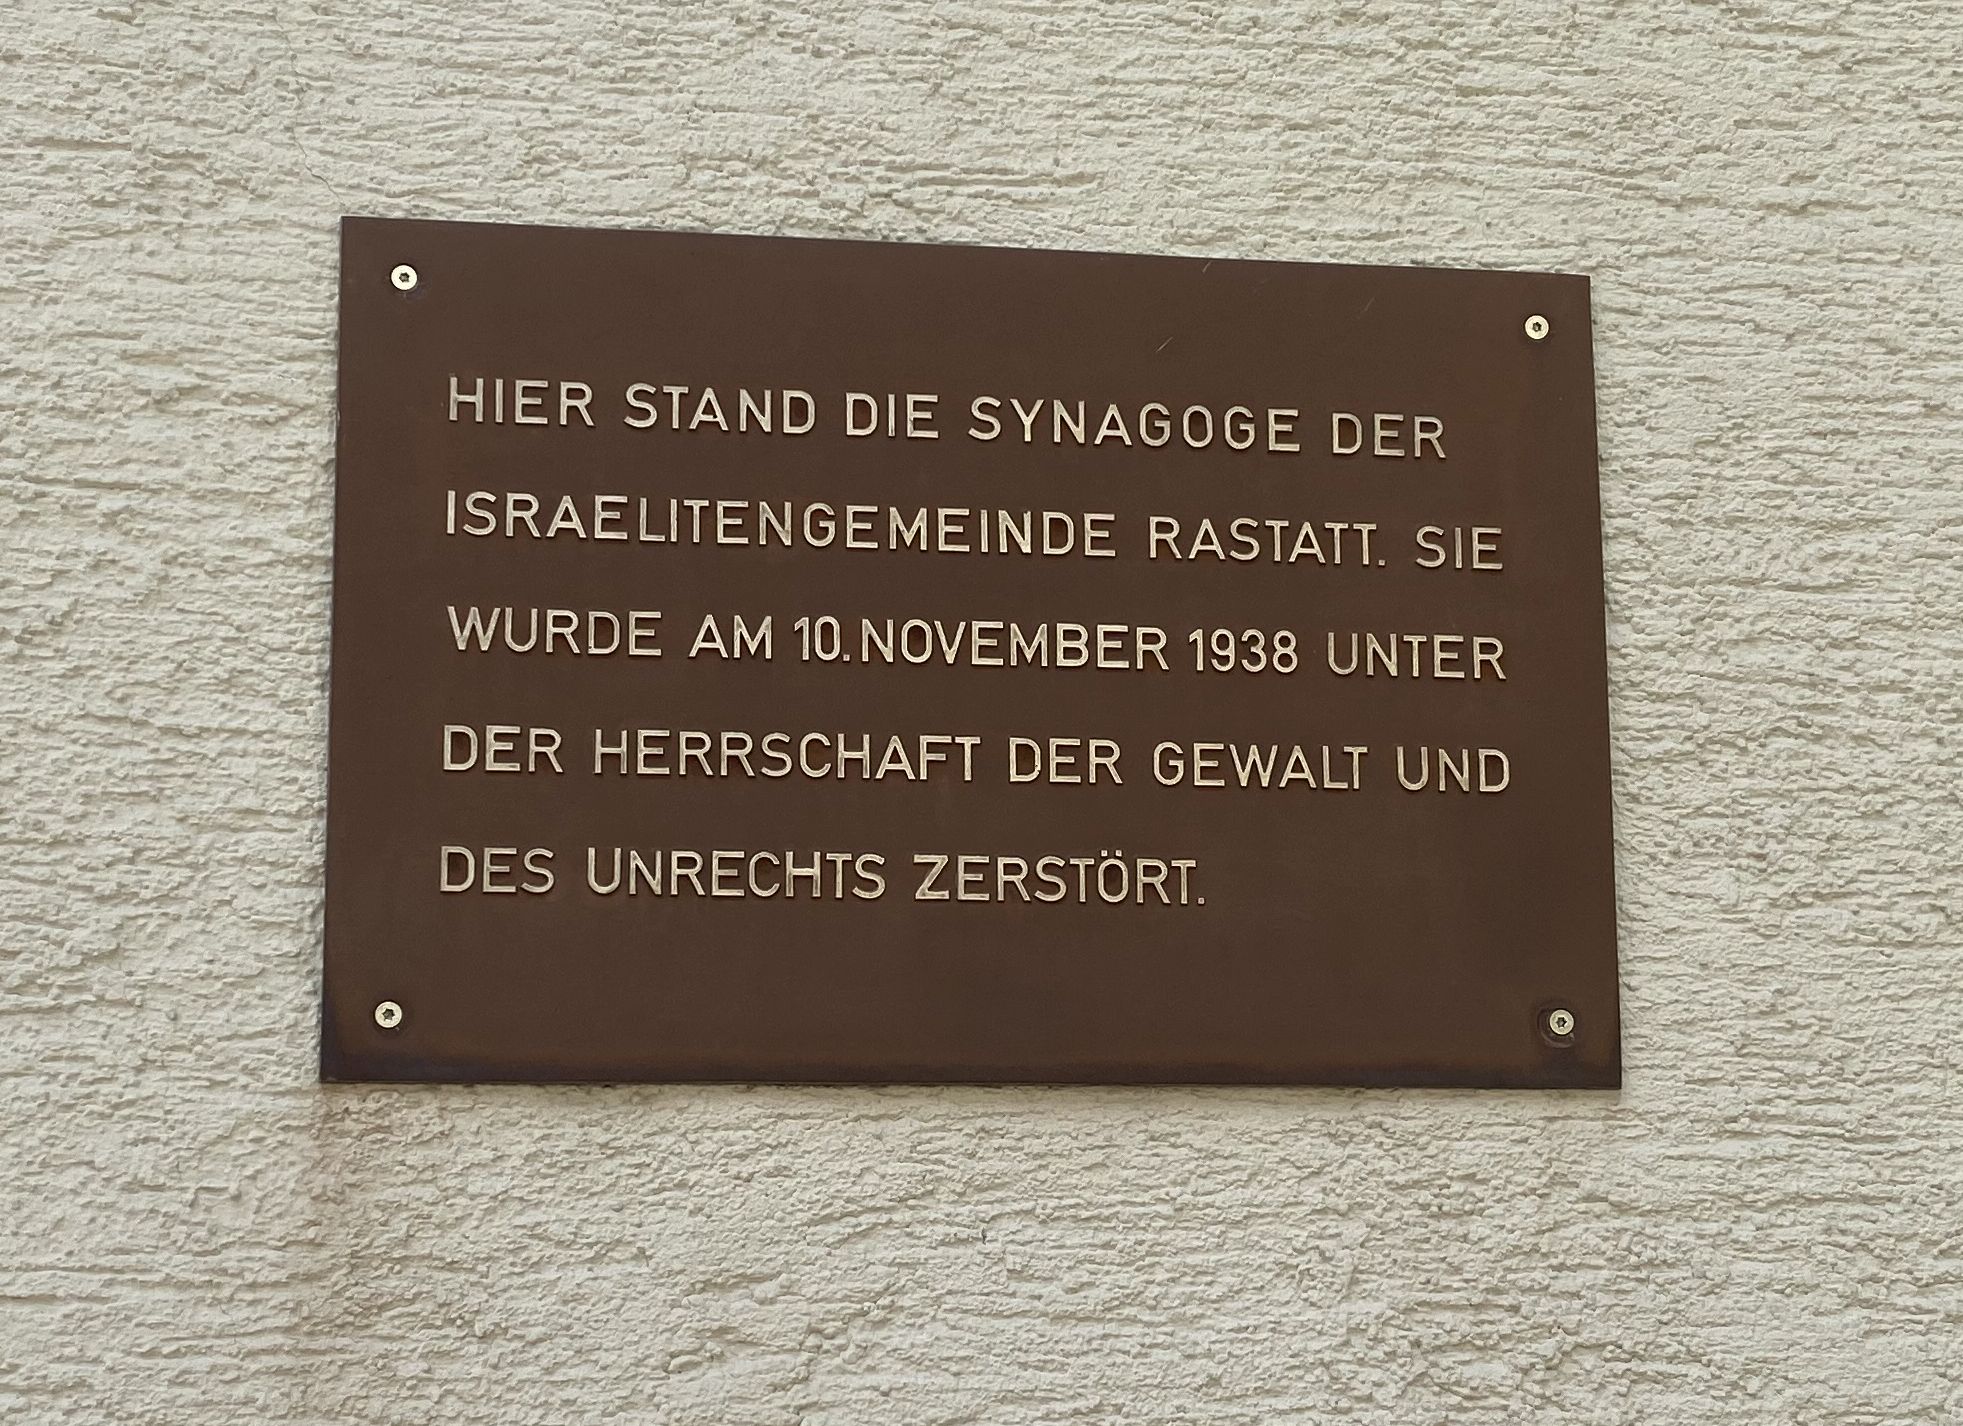 HIER STAND DIE SYNAGOGE DER
ISRAELITENGEMEINDE RASTATT. SIE
WURDE AM 10. NOVEMBER 1938 UNTER
DER HERRSCHAFT DER GEWALT UND
DES UNRECHTS ZERSTÖRT.